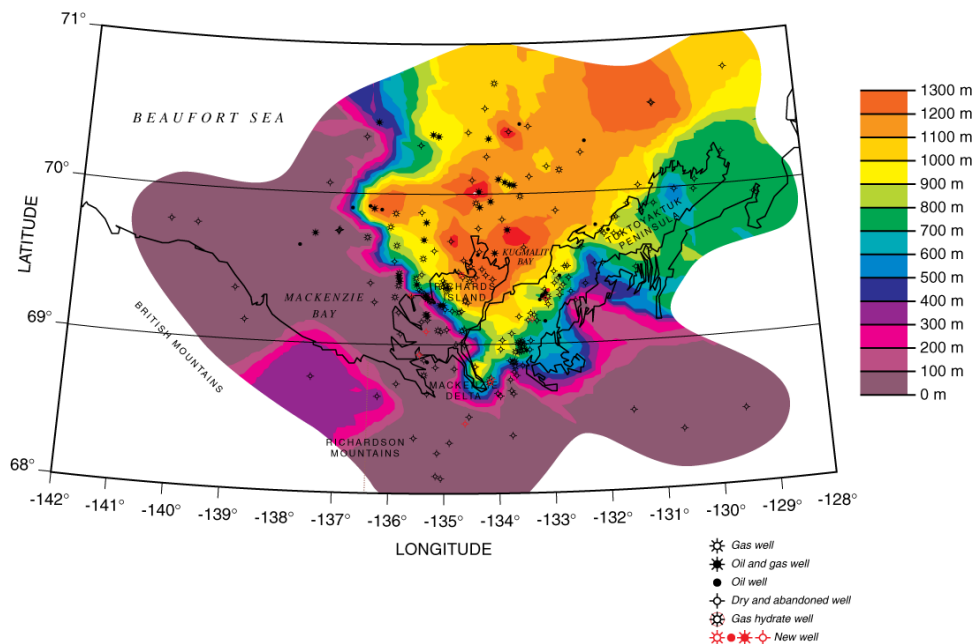 71°
70°
69°
68°
LATITUDE
BEAUFORT SEA
MACKENZIE
BAY
BRITISH MOUNTAINS
RICHARDSON
MOUNTAINS
MACKENZIE
DELTA
RICHARDS
ISLAND
KUGMALIT
BAY
TUKTOYAKTUK
PENINSULA
-142° -141° -140° -139° -138° -137° -136° -135° -134° -133° -132° -131° -130° -129° -128°
LONGITUDE
1300 m
1200 m
1100 m
1000 m
900 m
800 m
700 m
600 m
500 m
400 m
300 m
200 m
100 m
0 m
Gas well
Oil and gas well
Oil well
Dry and abandoned well
Gas hydrate well
New well